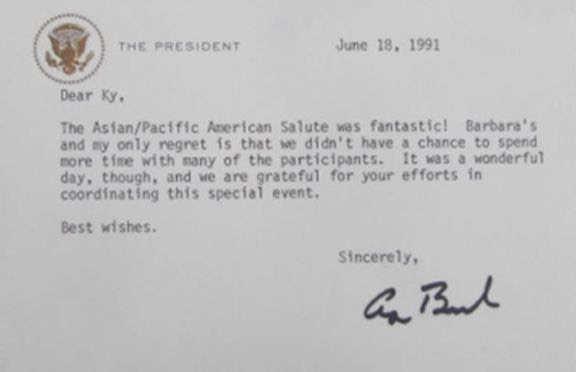 THE PRESIDENT June 18, 1991
Dear Ky,
The Asian/Pacific American Salute was fantastic! Barbara's
and my only regret is that we didn't have a chance to spend
more time with many of the participants. It was a wonderful
day, though, and we are grateful for your efforts in
coordinating this special event.
Best wishes.
Sincerely,